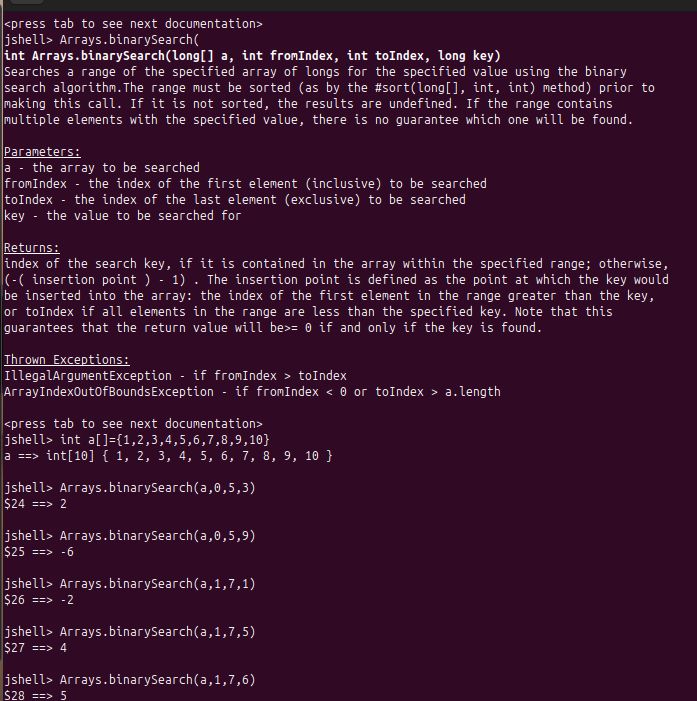 <press tab to see next documentation>
jshell> Arrays.binarySearch(
int Arrays.binarySearch(long[] a, int fromIndex, int toIndex, long key)
Searches a range of the specified array of longs for the specified value using the binary
search algorithm.The range must be sorted (as by the #sort(long[], int, int) method) prior to
making this call. If it is not sorted, the results are undefined. If the range contains
multiple elements with the specified value, there is no guarantee which one will be found.
Parameters:
a - the array to be searched
fromIndex - the index of the first element (inclusive) to be searched
toIndex - the index of the last element (exclusive) to be searched
key - the value to be searched for
Returns:
index of the search key, if it is contained in the array within the specified range; otherwise,
(-( insertion point ) - 1) . The insertion point is defined as the point at which the key would
be inserted into the array: the index of the first element in the range greater than the key,
or toIndex if all elements in the range are less than the specified key. Note that this
guarantees that the return value will be>= 0 if and only if the key is found.
Thrown Exceptions:
IllegalArgumentException - if fromIndex > toIndex
ArrayIndexOutOfBoundsException - if fromIndex < 0 or toIndex > a.length
<press tab to see next documentation>
jshell> int a[]={1,2,3,4,5,6,7,8,9,10}
a ==> int[10] { 1, 2, 3, 4, 5, 6, 7, 8, 9, 10 }
jshell> Arrays.binarySearch(a,0,5,3)
$24 ==> 2
jshell> Arrays.binarySearch(a,0,5,9)
$25 ==> -6
jshell> Arrays.binarySearch(a,1,7,1)
$26 ==> -2
jshell> Arrays.binarySearch(a,1,7,5)
$27 ==> 4
jshell> Arrays.binarySearch(a,1,7,6)
$28 ==> 5